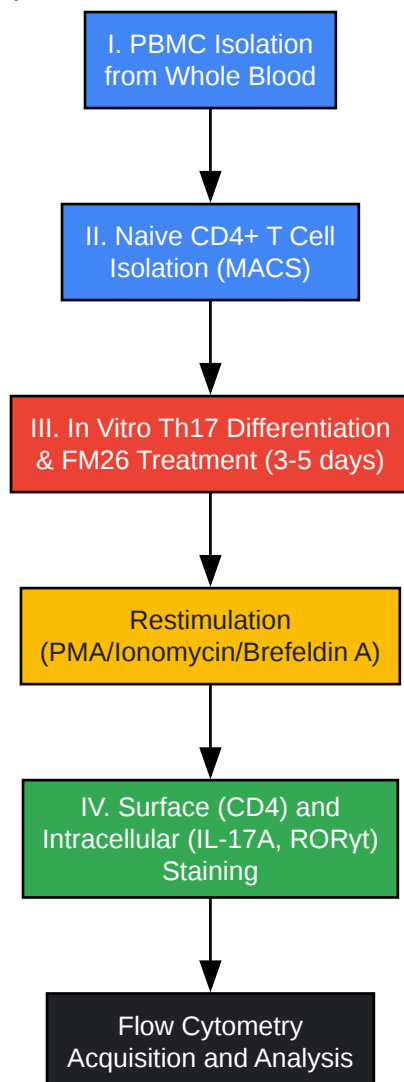 I. PBMC Isolation
from Whole Blood
II. Naive CD4+ T Cell
Isolation (MACS)
III. In Vitro Th17 Differentiation
& FM26 Treatment (3-5 days)
Restimulation
(PMA/Ionomycin/Brefeldin A)
IV. Surface (CD4) and
Intracellular (IL-17A, RORγt)
Staining
Flow Cytometry
Acquisition and Analysis